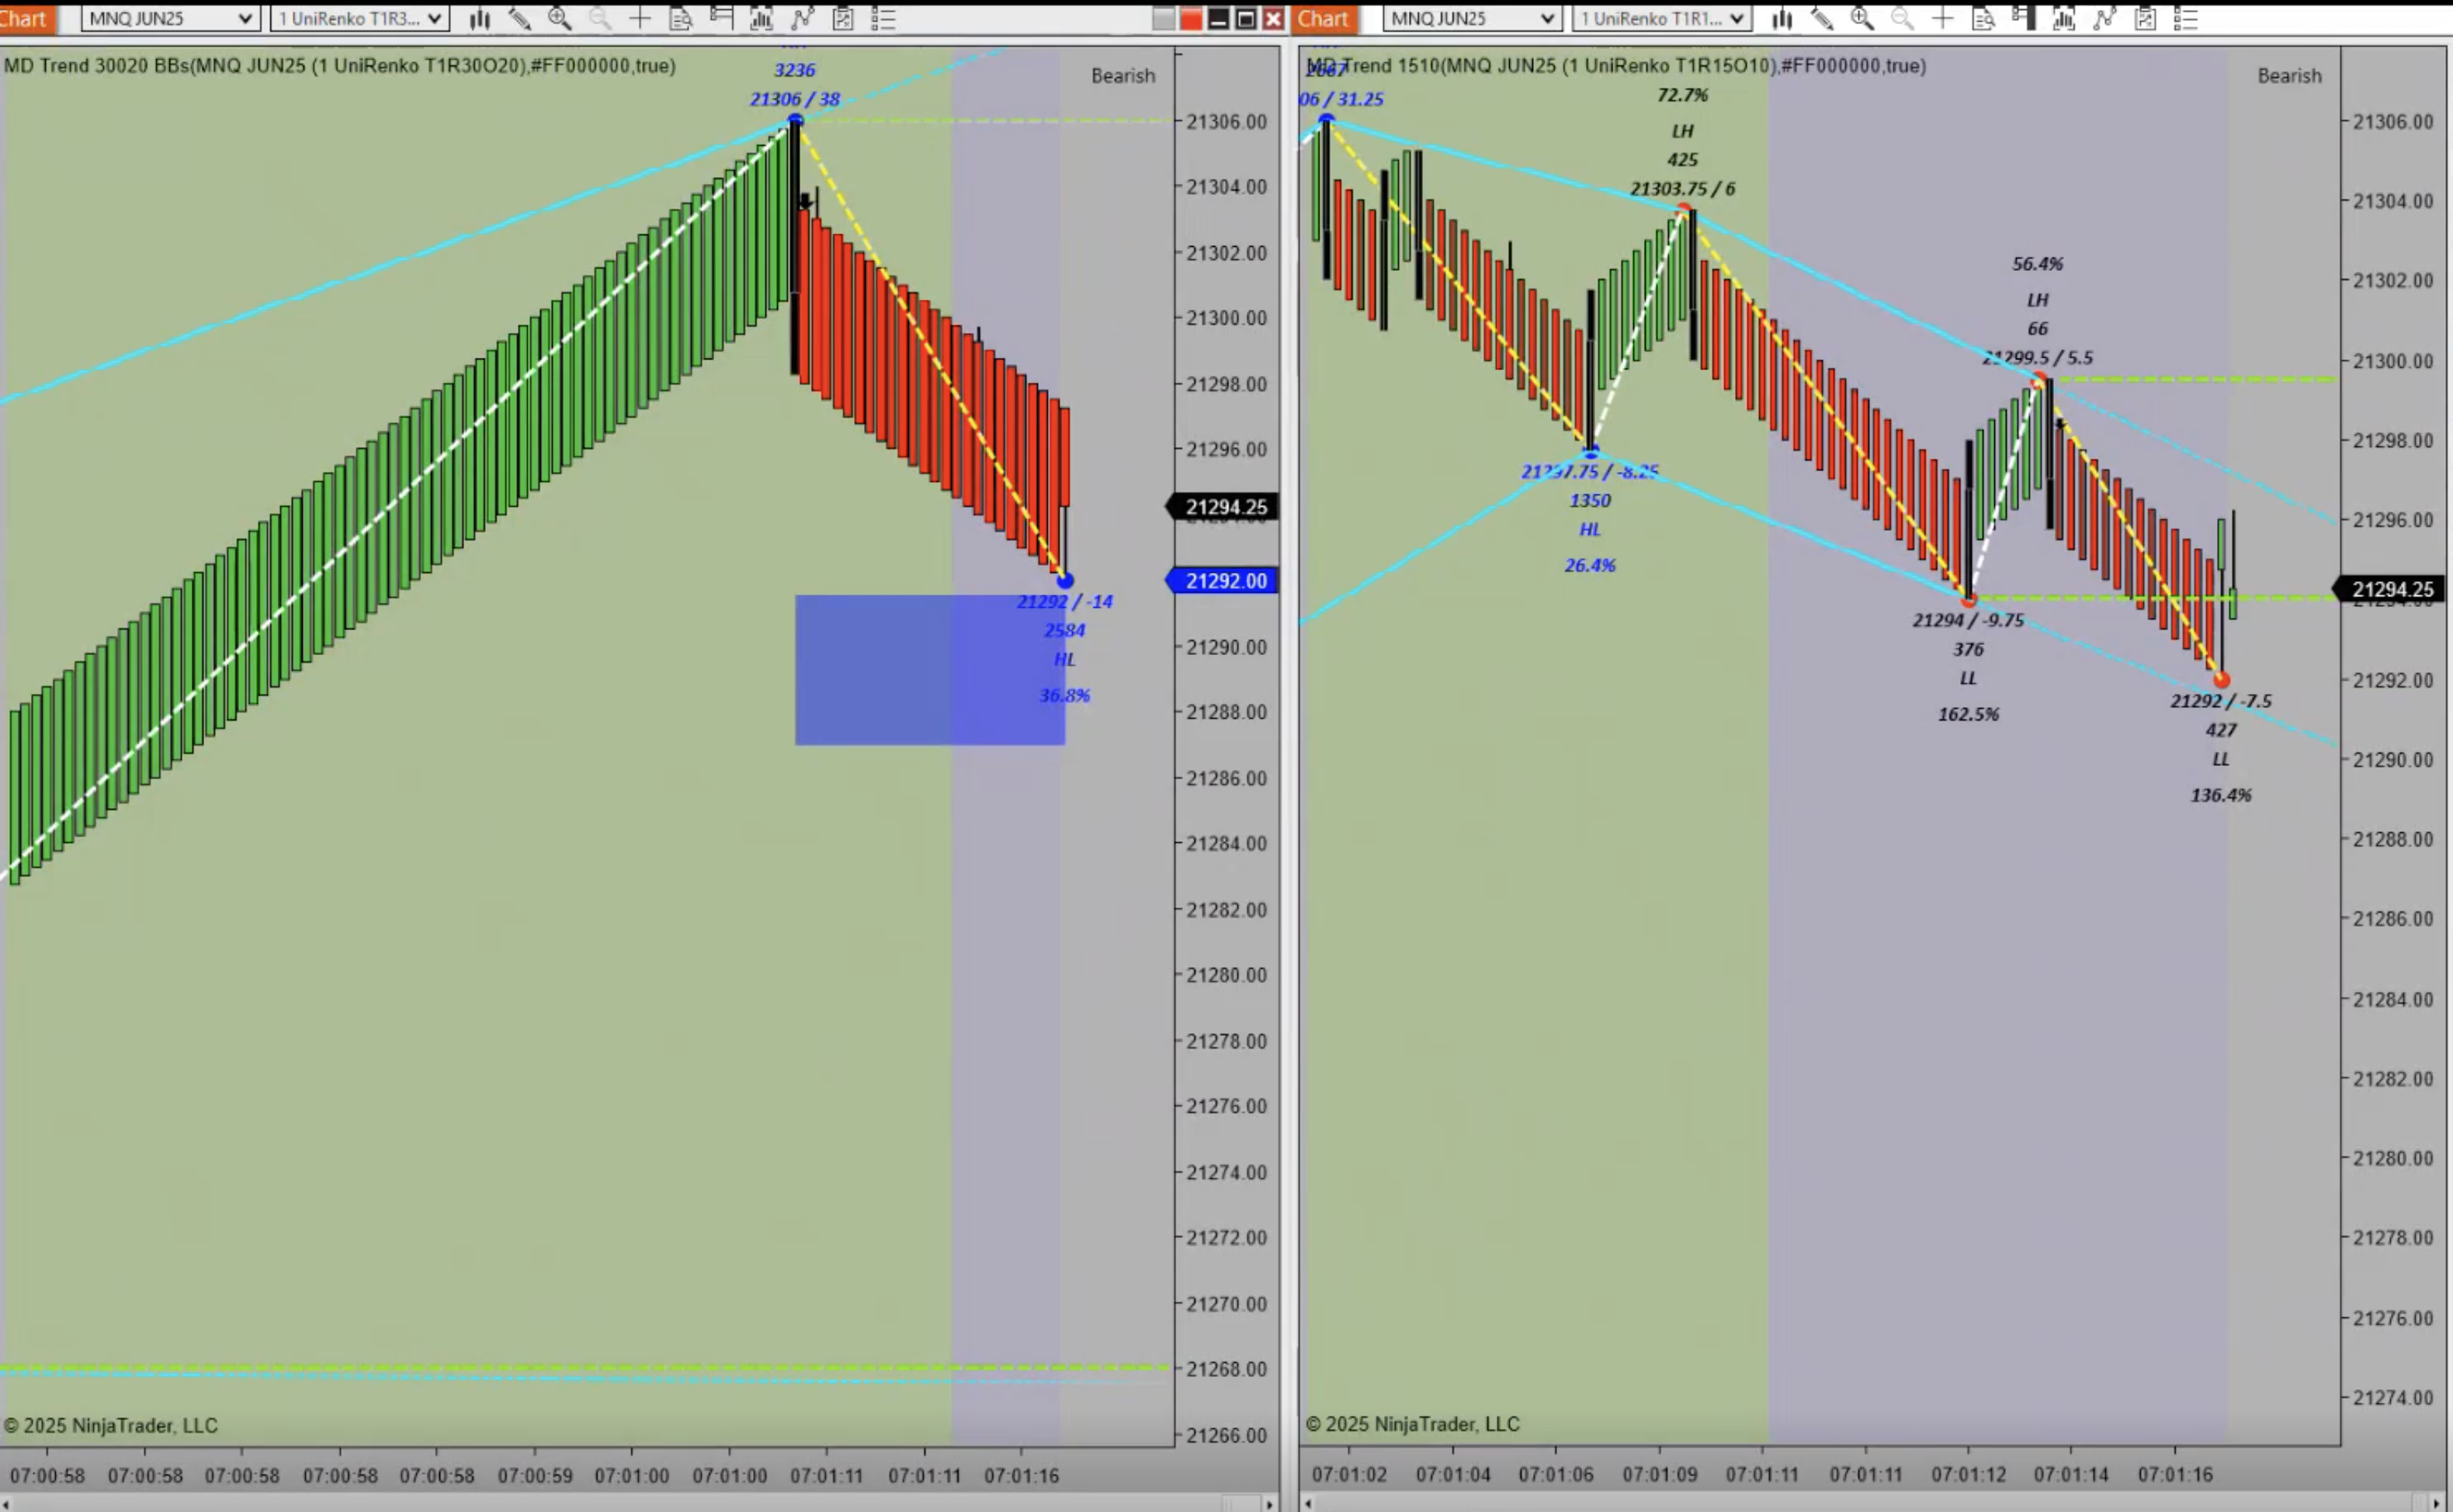 Chart MNQ JUN25 1 UniRenko T1R3...
MD Trend 30020 BBs(MNQ JUN25 (1 UniRenko T1R30O20),#FF000000,true)
Bearish
3236
21306 / 38
21292 / -14
2584
HL
36.8%
21306.00
21304.00
21302.00
21300.00
21298.00
21296.00
21294.25
21292.00
21290.00
21288.00
21286.00
21284.00
21282.00
21280.00
21278.00
21276.00
21274.00
21272.00
21270.00
21268.00
21266.00
© 2025 NinjaTrader, LLC
07:00:58 07:00:58 07:00:58 07:00:58 07:00:58 07:00:59 07:01:00 07:01:00 07:01:11 07:01:11 07:01:16
Chart MNQ JUN25 1 UniRenko T1R1...
MD Trend 1510(MNQ JUN25 (1 UniRenko T1R15O10),#FF000000,true)
Bearish
06 / 31.25
72.7%
LH
425
21303.75 / 6
56.4%
LH
66
21299.5 / 5.5
21297.75 / -8.25
1350
HL
26.4%
21294 / -9.75
376
LL
162.5%
21292 / -7.5
427
LL
136.4%
21306.00
21304.00
21302.00
21300.00
21298.00
21296.00
21294.25
21292.00
21290.00
21288.00
21286.00
21284.00
21282.00
21280.00
21278.00
21276.00
21274.00
© 2025 NinjaTrader, LLC
07:01:02 07:01:04 07:01:06 07:01:09 07:01:11 07:01:11 07:01:12 07:01:14 07:01:16